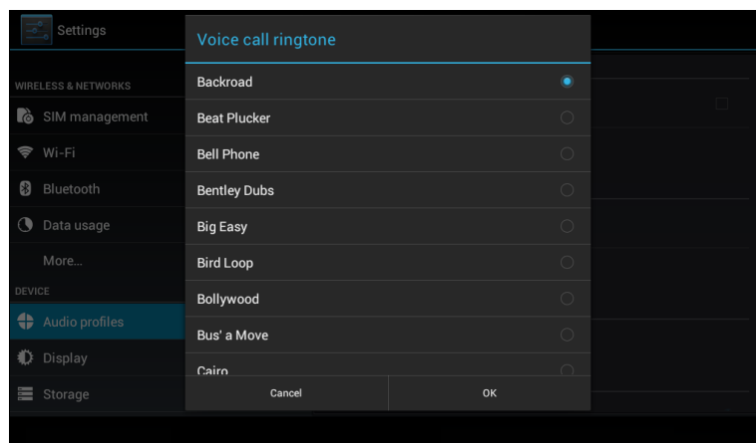 Settings
WIRELESS & NETWORKS
SIM management
Wi-Fi
Bluetooth
Data usage
More...
DEVICE
Audio profiles
Display
Storage
Voice call ringtone
Backroad
Beat Plucker
Bell Phone
Bentley Dubs
Big Easy
Bird Loop
Bollywood
Bus' a Move
Cairo
Cancel
OK